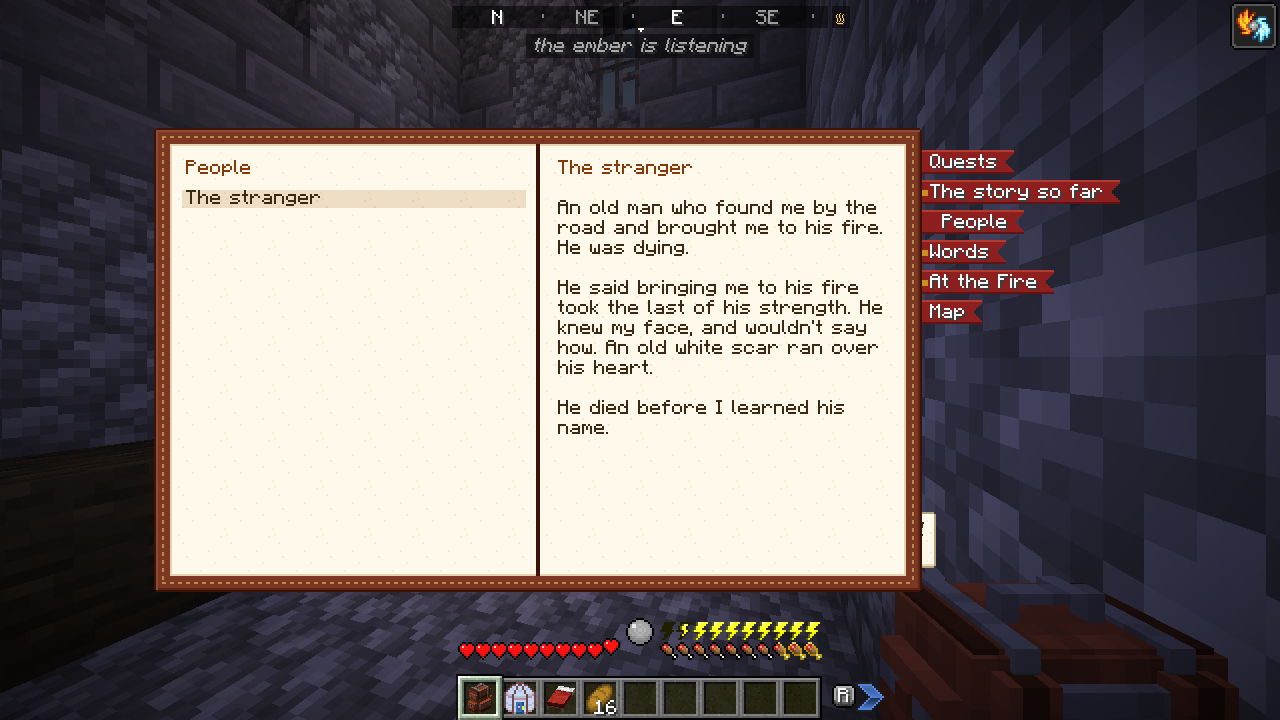 N · NE · E · SE ·
the ember is listening
People
The stranger
The stranger
An old man who found me by the
road and brought me to his fire.
He was dying.
He said bringing me to his fire
took the last of his strength. He
knew my face, and wouldn't say
how. An old white scar ran over
his heart.
He died before I learned his
name.
Quests
The story so far
People
Words
At the Fire
Map
16
R